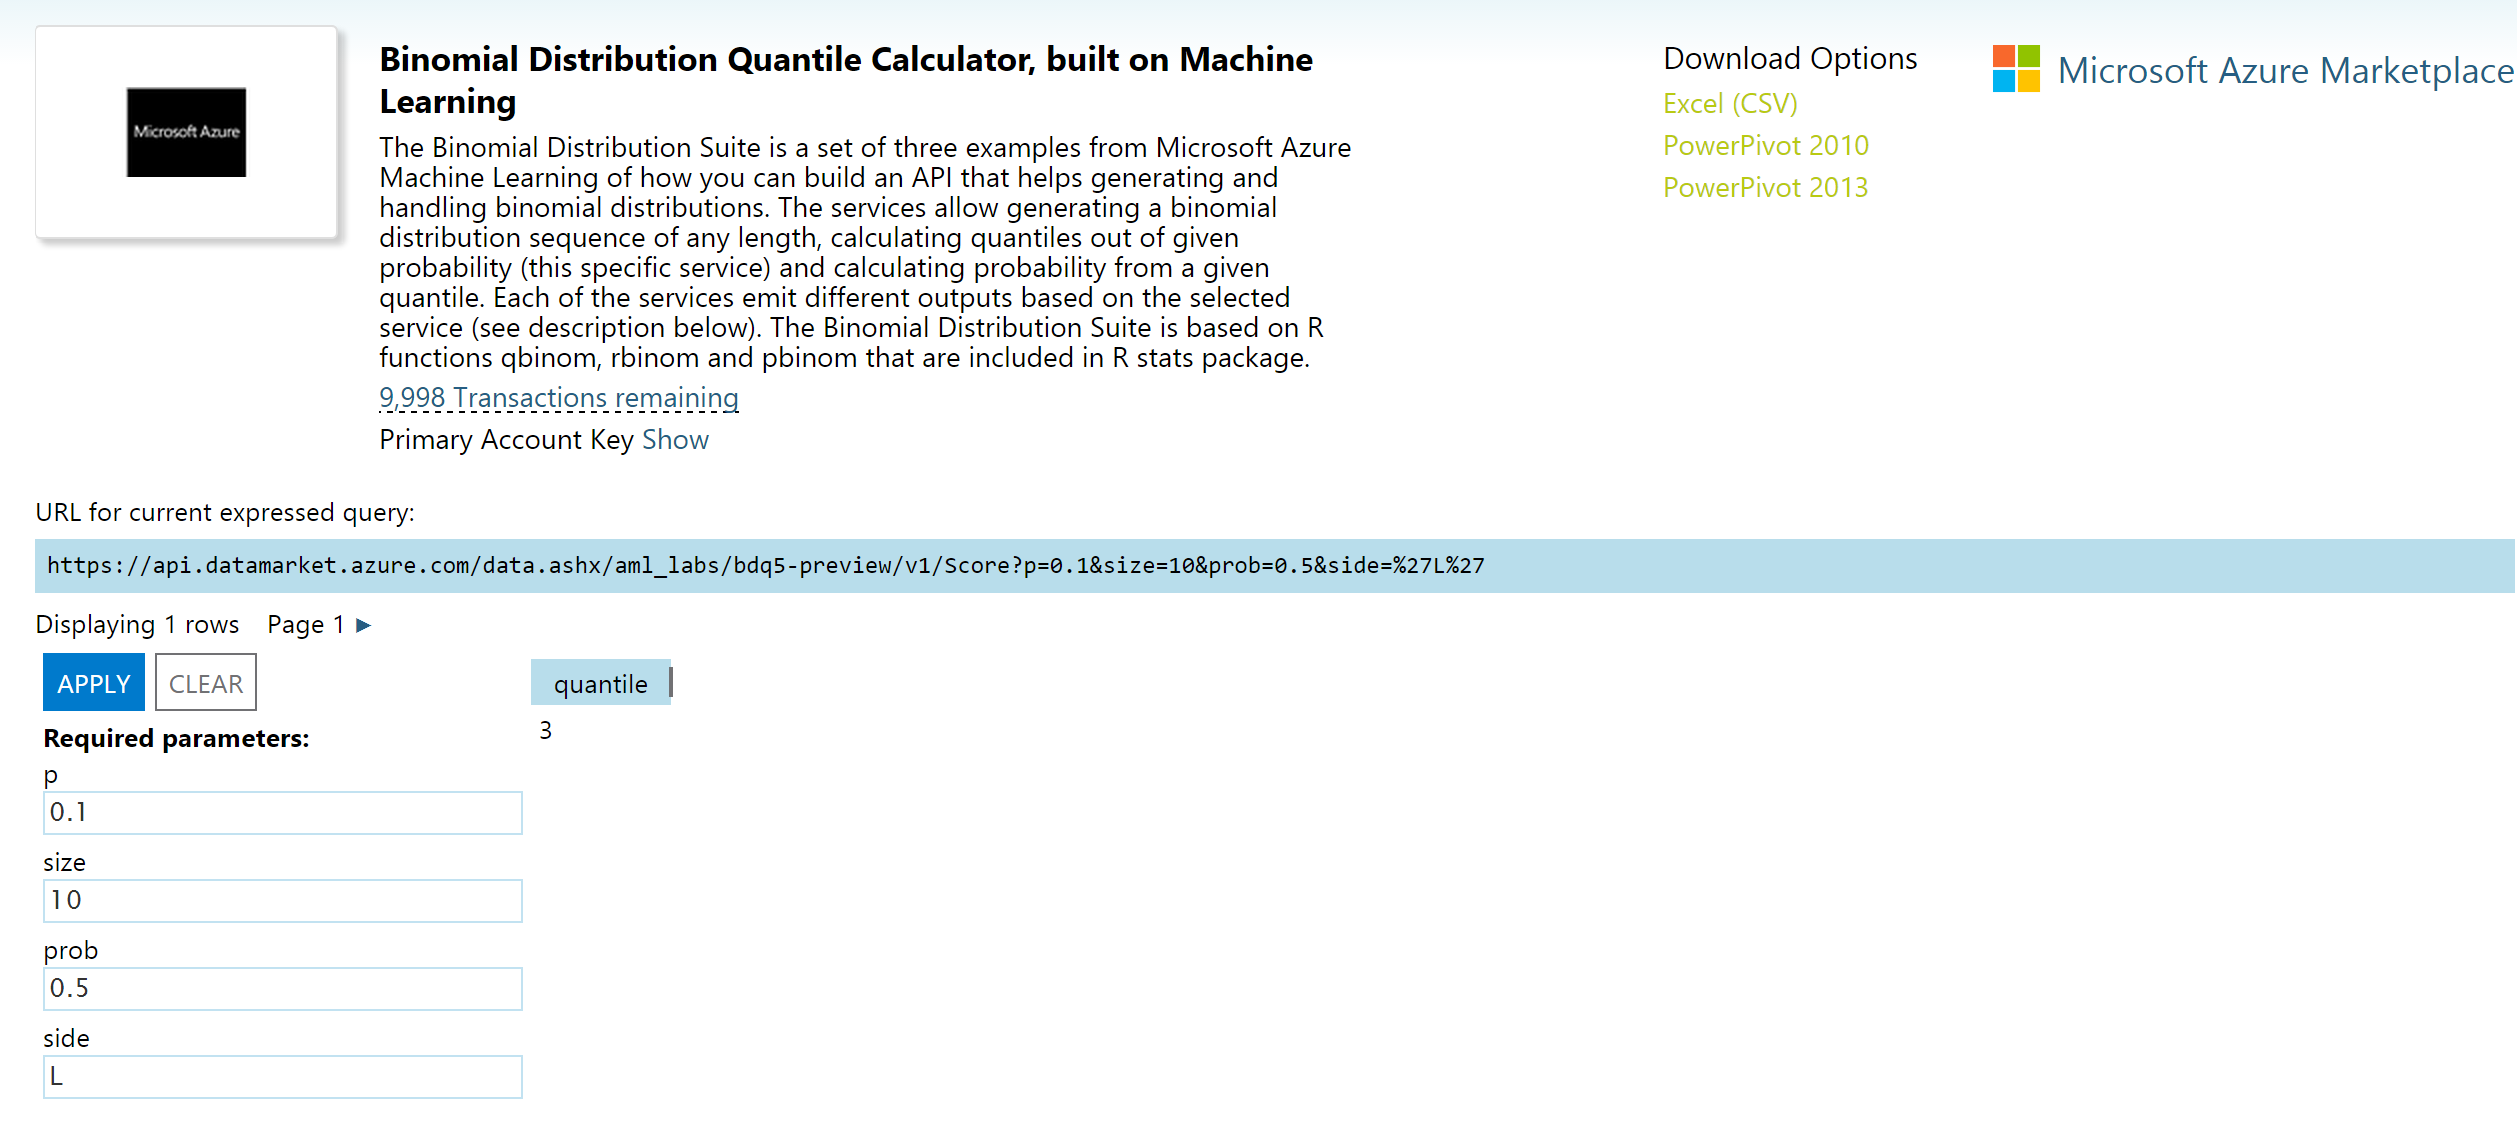 Microsoft Azure
Binomial Distribution Quantile Calculator, built on Machine
Learning
The Binomial Distribution Suite is a set of three examples from Microsoft Azure
Machine Learning of how you can build an API that helps generating and
handling binomial distributions. The services allow generating a binomial
distribution sequence of any length, calculating quantiles out of given
probability (this specific service) and calculating probability from a given
quantile. Each of the services emit different outputs based on the selected
service (see description below). The Binomial Distribution Suite is based on R
functions qbinom, rbinom and pbinom that are included in R stats package.
9,998 Transactions remaining
Primary Account Key Show
Download Options
Excel (CSV)
PowerPivot 2010
PowerPivot 2013
Microsoft Azure Marketplace
URL for current expressed query:
https://api.datamarket.azure.com/data.ashx/aml_labs/bdq5-preview/v1/Score?p=0.1&size=10&prob=0.5&side=%27L%27
Displaying 1 rows Page 1
APPLY CLEAR
Required parameters:
p
0.1
size
10
prob
0.5
side
L
quantile
3